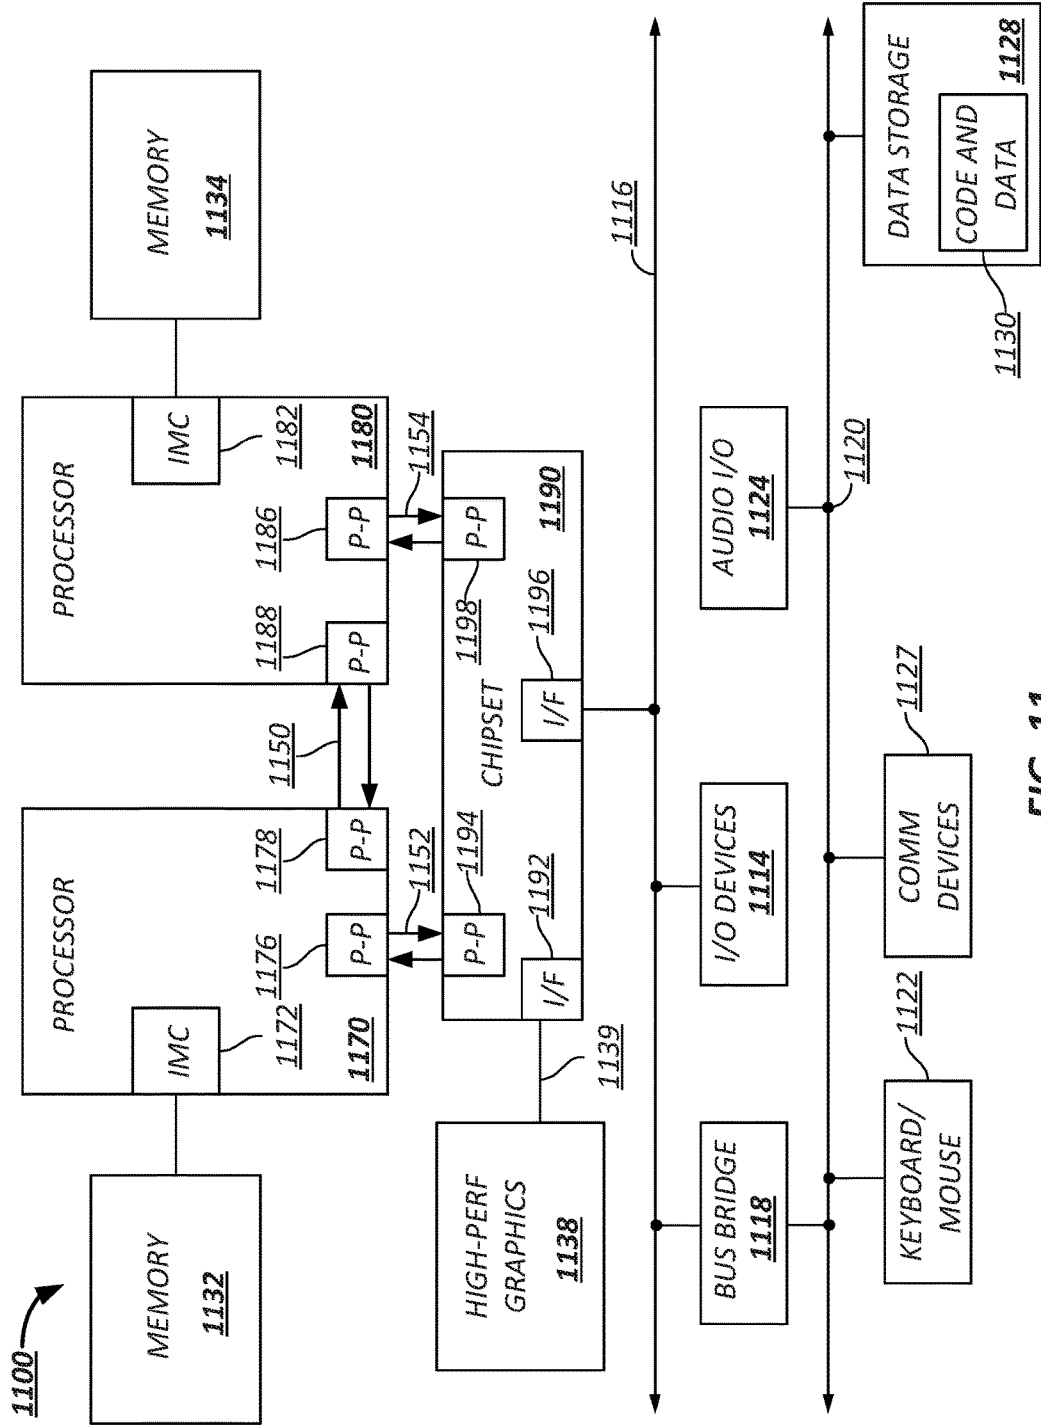 1100
MEMORY
1132
PROCESSOR
IMC
1172
1170
1176
P-P
1178
P-P
1150
PROCESSOR
1188
P-P
1186
P-P
IMC
1182
1180
MEMORY
1134
1152
1154
HIGH-PERF
GRAPHICS
1138
1139
P-P
1194
I/F
1192
CHIPSET
I/F
1196
P-P
1198
1190
1116
BUS BRIDGE
1118
I/O DEVICES
1114
AUDIO I/O
1124
1120
KEYBOARD/
MOUSE
1122
COMM
DEVICES
1127
DATA STORAGE
1128
CODE AND
DATA
1130
FIG. 11